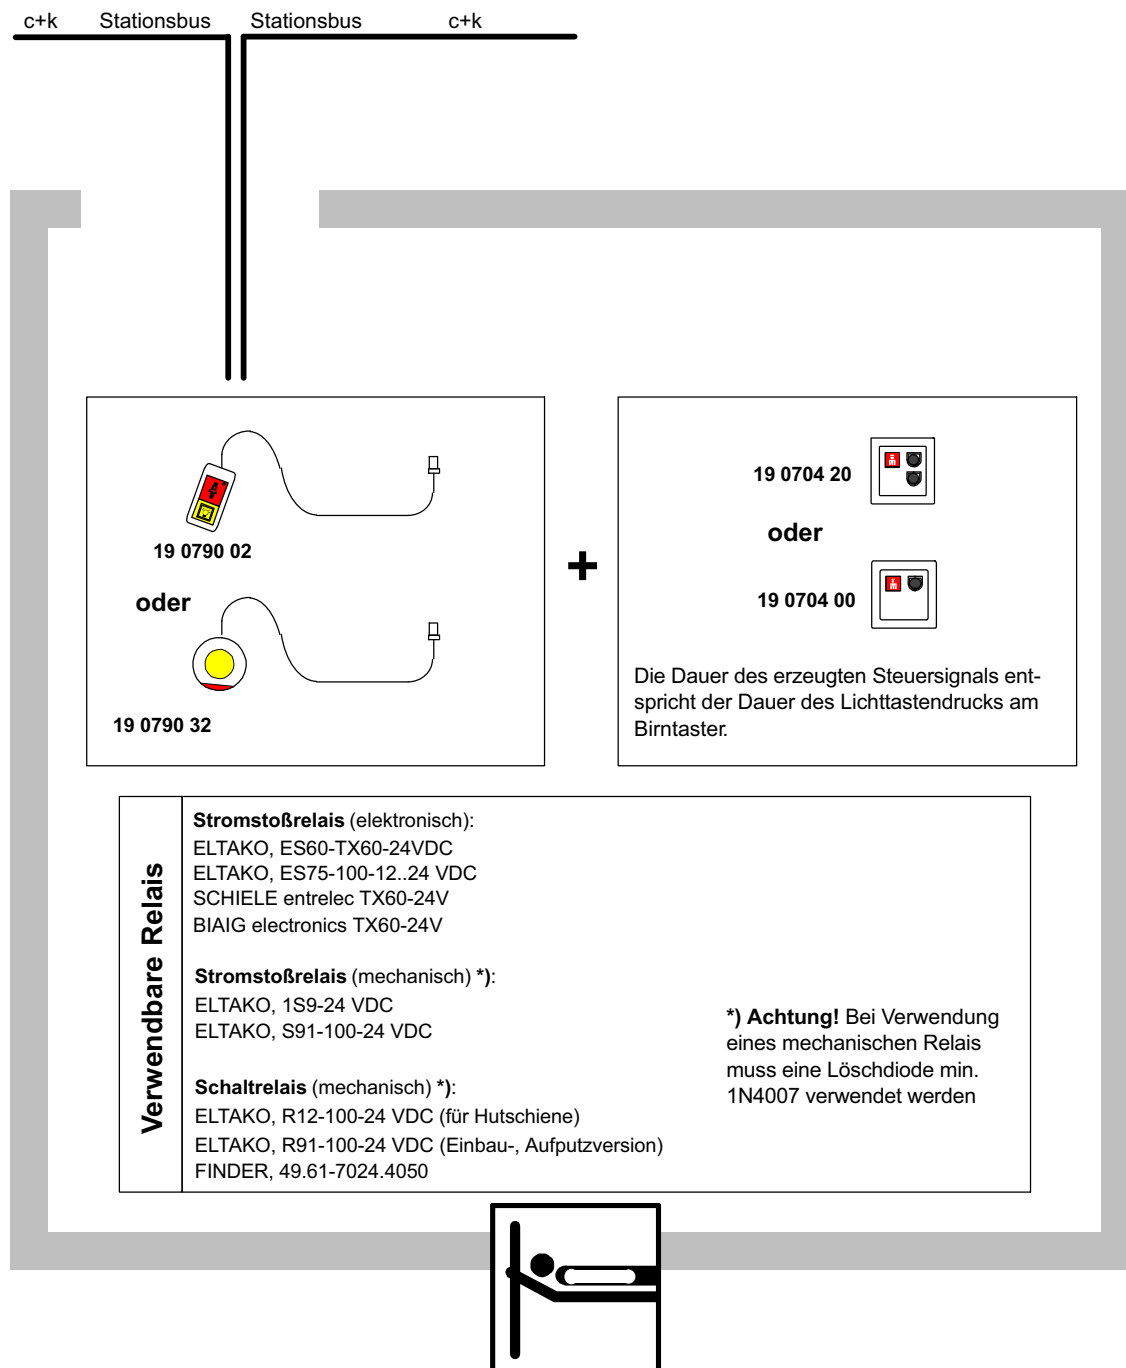 c+k Stationsbus Stationsbus c+k
19 0790 02
oder
19 0790 32
+
19 0704 20
oder
19 0704 00
Die Dauer des erzeugten Steuersignals ent-
spricht der Dauer des Lichttastendrucks am
Birntaster.
Verwendbare Relais
Stromstoßrelais (elektronisch):
ELTAKO, ES60-TX60-24VDC
ELTAKO, ES75-100-12..24 VDC
SCHIELE entrelec TX60-24V
BIAIG electronics TX60-24V
Stromstoßrelais (mechanisch) *):
ELTAKO, 1S9-24 VDC
ELTAKO, S91-100-24 VDC
Schaltrelais (mechanisch) *):
ELTAKO, R12-100-24 VDC (für Hutschiene)
ELTAKO, R91-100-24 VDC (Einbau-, Aufputzversion)
FINDER, 49.61-7024.4050
*) Achtung! Bei Verwendung
eines mechanischen Relais
muss eine Löschdiode min.
1N4007 verwendet werden